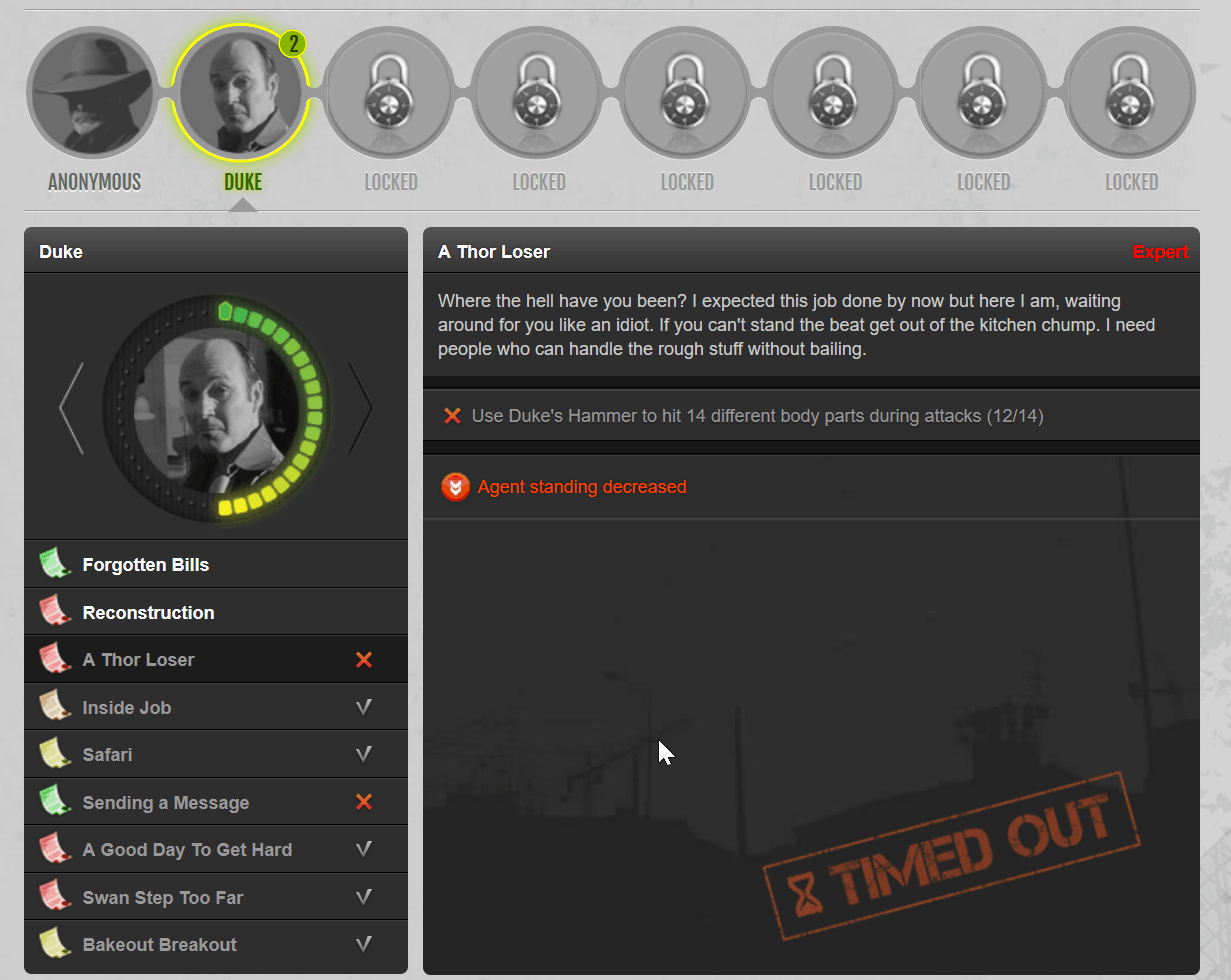 2
ANONYMOUS
DUKE
LOCKED
LOCKED
LOCKED
LOCKED
LOCKED
LOCKED
Duke
Forgotten Bills
Reconstruction
A Thor Loser
Inside Job
Safari
Sending a Message
A Good Day To Get Hard
Swan Step Too Far
Bakeout Breakout
A Thor Loser
Expert
Where the hell have you been? I expected this job done by now but here I am, waiting
around for you like an idiot. If you can't stand the beat get out of the kitchen chump. I need
people who can handle the rough stuff without bailing.
Use Duke's Hammer to hit 14 different body parts during attacks (12/14)
Agent standing decreased
TIMED OUT